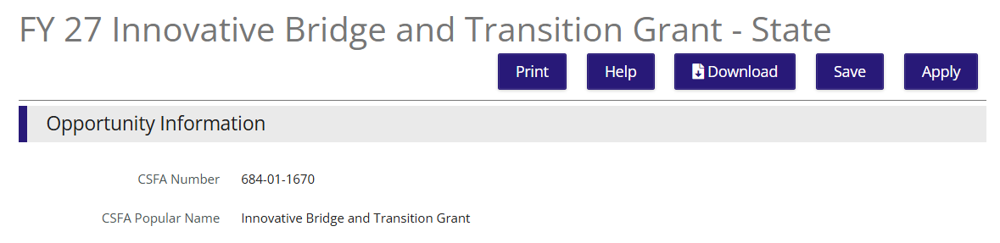 FY 27 Innovative Bridge and Transition Grant - State
Print Help Download Save Apply
Opportunity Information
CSFA Number 684-01-1670
CSFA Popular Name Innovative Bridge and Transition Grant